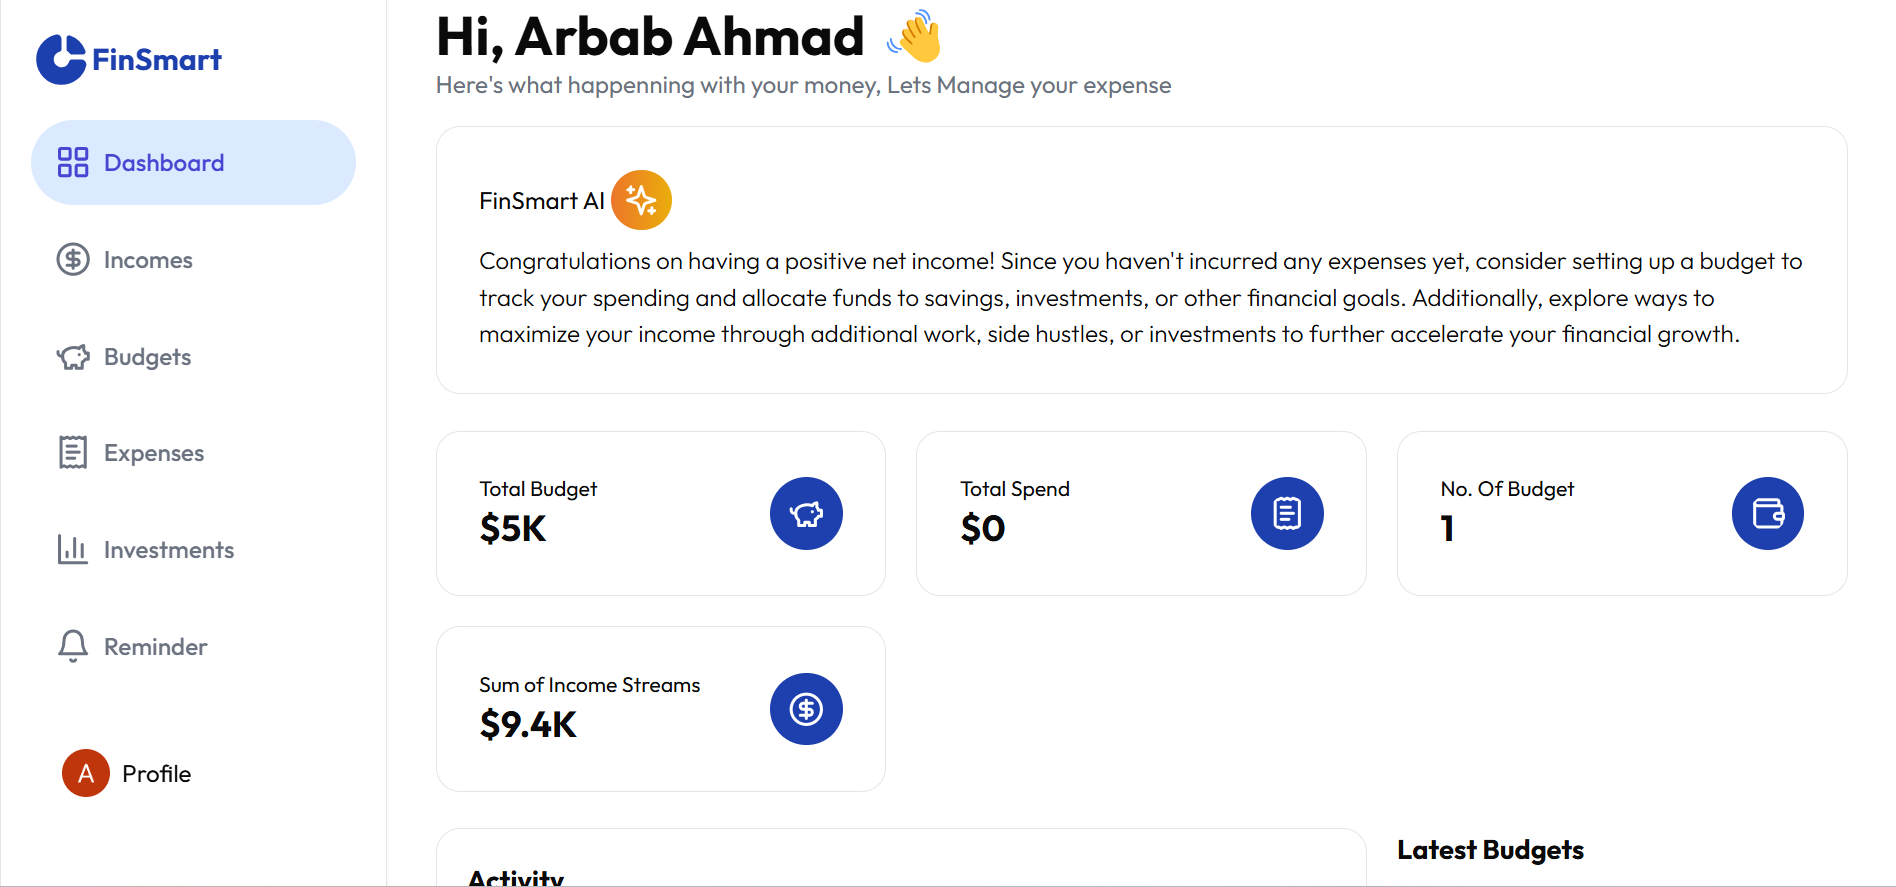 FinSmart
Dashboard
Incomes
Budgets
Expenses
Investments
Reminder
A
Profile
Hi, Arbab Ahmad 👋
Here's what happenning with your money, Lets Manage your expense
FinSmart AI
Congratulations on having a positive net income! Since you haven't incurred any expenses yet, consider setting up a budget to
track your spending and allocate funds to savings, investments, or other financial goals. Additionally, explore ways to
maximize your income through additional work, side hustles, or investments to further accelerate your financial growth.
Total Budget
$5K
Total Spend
$0
No. Of Budget
1
Sum of Income Streams
$9.4K
Activity
Latest Budgets